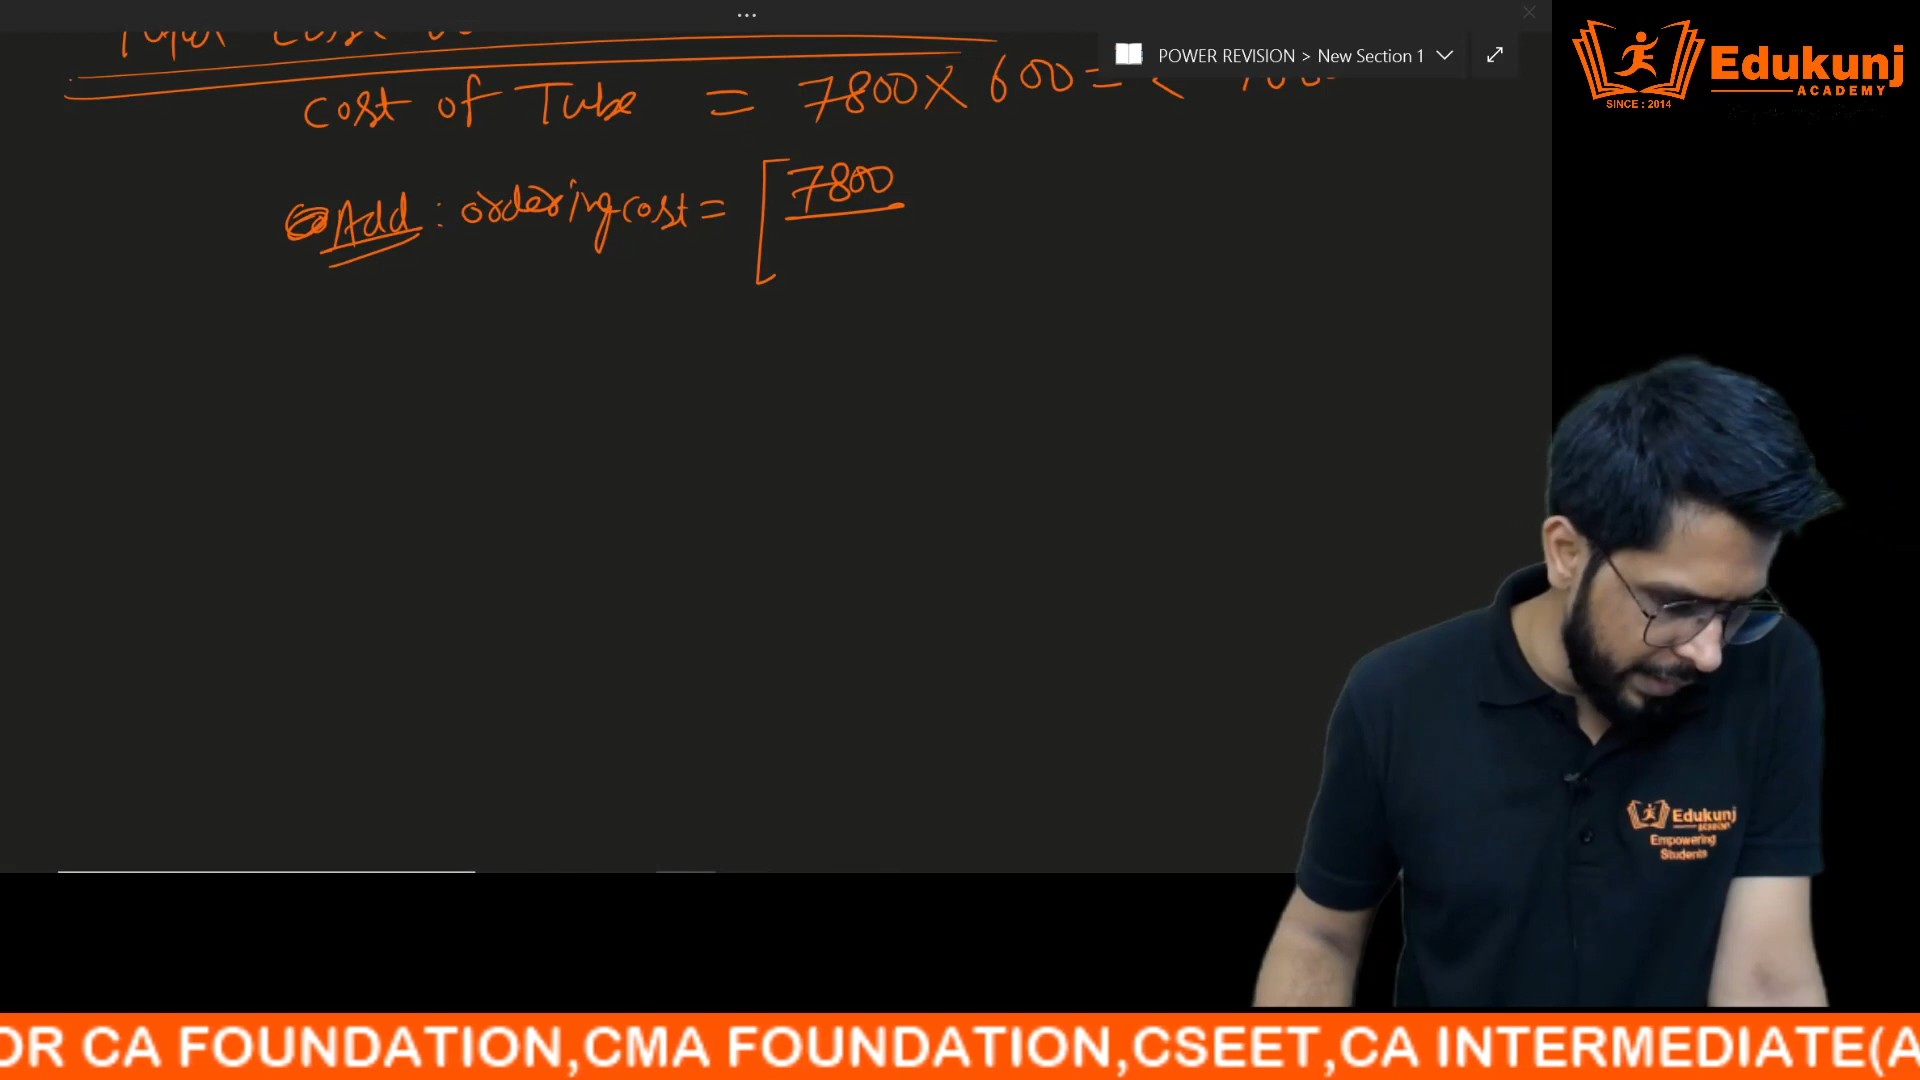 ...
POWER REVISION > New Section 1
Edukunj
ACADEMY
SINCE : 2014
Cost of Tube = 7800 X 600 =
Add : ordering cost = [ 7800
Edukunj
ACADEMY
Empowering
Students
OR CA FOUNDATION,CMA FOUNDATION,CSEET,CA INTERMEDIATE(A